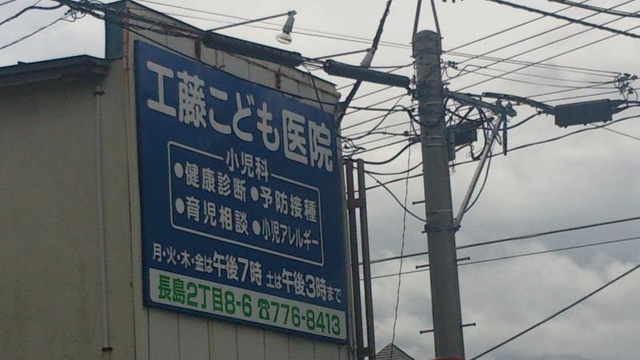 工藤こども医院
小児科
●健康診断●予防接種
●育児相談●小児アレルギー
月・火・木・金は午後7時 土は午後3時まで
長島2丁目8-6 ☎776-8413